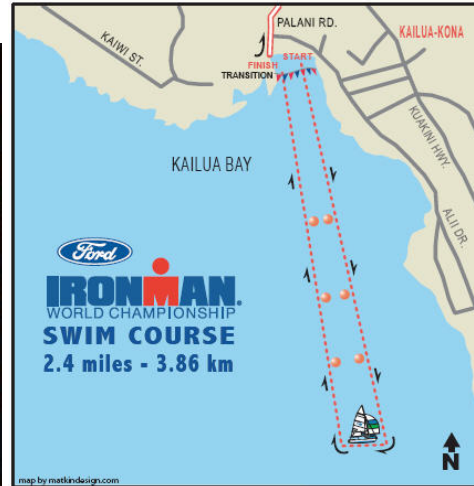 PALANI RD.
KAIWI ST.
KAILUA-KONA
FINISH
START
TRANSITION
KUAKINI HWY.
ALII DR.
KAILUA BAY
Ford
IRONMAN.
WORLD CHAMPIONSHIP
SWIM COURSE
2.4 miles - 3.86 km
N
map by matkindesign.com